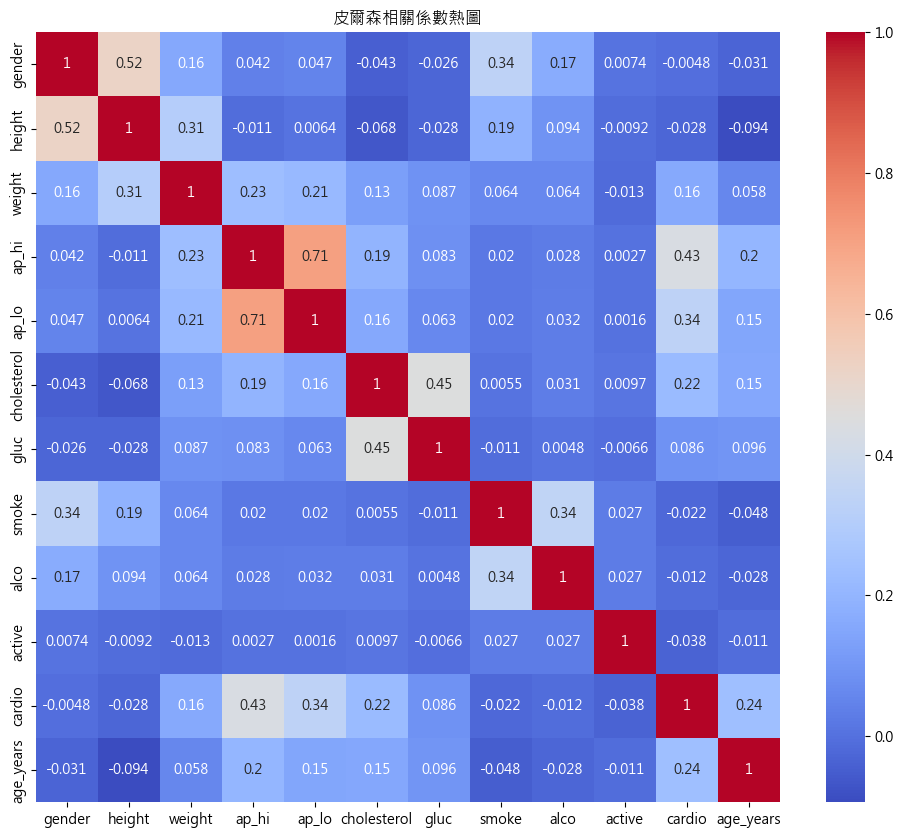 皮爾森相關係數熱圖
gender 1 0.52 0.16 0.042 0.047 -0.043 -0.026 0.34 0.17 0.0074 -0.0048 -0.031
height 0.52 1 0.31 -0.011 0.0064 -0.068 -0.028 0.19 0.094 -0.0092 -0.028 -0.094
weight 0.16 0.31 1 0.23 0.21 0.13 0.087 0.064 0.064 -0.013 0.16 0.058
ap_hi 0.042 -0.011 0.23 1 0.71 0.19 0.083 0.02 0.028 0.0027 0.43 0.2
ap_lo 0.047 0.0064 0.21 0.71 1 0.16 0.063 0.02 0.032 0.0016 0.34 0.15
cholesterol -0.043 -0.068 0.13 0.19 0.16 1 0.45 0.0055 0.031 0.0097 0.22 0.15
gluc -0.026 -0.028 0.087 0.083 0.063 0.45 1 -0.011 0.0048 -0.0066 0.086 0.096
smoke 0.34 0.19 0.064 0.02 0.02 0.0055 -0.011 1 0.34 0.027 -0.022 -0.048
alco 0.17 0.094 0.064 0.028 0.032 0.031 0.0048 0.34 1 0.027 -0.012 -0.028
active 0.0074 -0.0092 -0.013 0.0027 0.0016 0.0097 -0.0066 0.027 0.027 1 -0.038 -0.011
cardio -0.0048 -0.028 0.16 0.43 0.34 0.22 0.086 -0.022 -0.012 -0.038 1 0.24
age_years -0.031 -0.094 0.058 0.2 0.15 0.15 0.096 -0.048 -0.028 -0.011 0.24 1
gender height weight ap_hi ap_lo cholesterol gluc smoke alco active cardio age_years
1.0
0.8
0.6
0.4
0.2
0.0